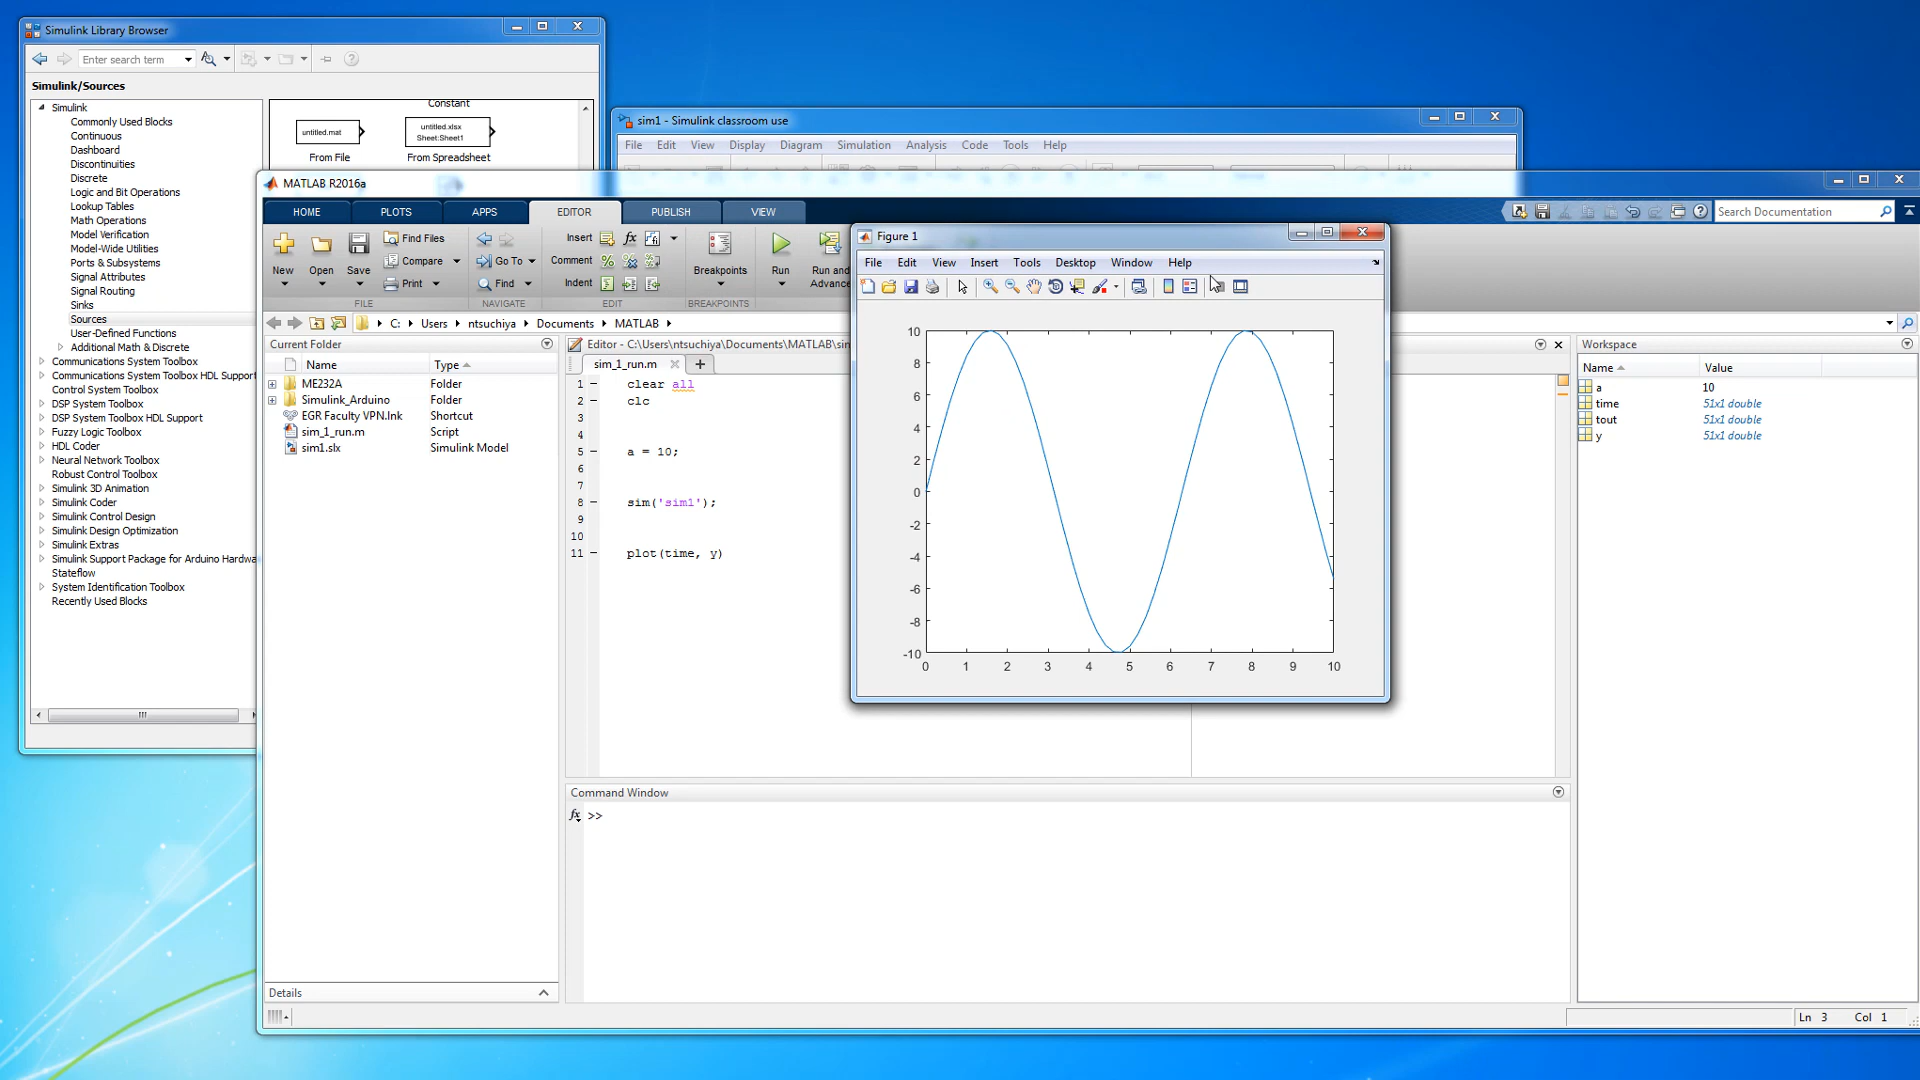 Simulink Library Browser
Enter search term
Simulink/Sources
Simulink
Commonly Used Blocks
Continuous
Dashboard
Discontinuities
Discrete
Logic and Bit Operations
Lookup Tables
Math Operations
Model Verification
Model-Wide Utilities
Ports & Subsystems
Signal Attributes
Signal Routing
Sinks
Sources
User-Defined Functions
Additional Math & Discrete
Communications System Toolbox
Communications System Toolbox HDL Support
Control System Toolbox
DSP System Toolbox
DSP System Toolbox HDL Support
Fuzzy Logic Toolbox
HDL Coder
Neural Network Toolbox
Robust Control Toolbox
Simulink 3D Animation
Simulink Coder
Simulink Control Design
Simulink Design Optimization
Simulink Extras
Simulink Support Package for Arduino Hardwa
Stateflow
System Identification Toolbox
Recently Used Blocks
Constant
untitled.mat
From File
untitled.xlsx
Sheet:Sheet1
From Spreadsheet
sim1 - Simulink classroom use
File Edit View Display Diagram Simulation Analysis Code Tools Help
MATLAB R2016a
HOME PLOTS APPS EDITOR PUBLISH VIEW
Search Documentation
New Open Save
Find Files
Compare
Print
FILE
Go To
Find
NAVIGATE
Insert
Comment
Indent
EDIT
Breakpoints
BREAKPOINTS
Run
Run and
Advance
C: Users ntsuchiya Documents MATLAB
Current Folder
Name Type
ME232A Folder
Simulink_Arduino Folder
EGR Faculty VPN.lnk Shortcut
sim_1_run.m Script
sim1.slx Simulink Model
Details
Editor - C:\Users\ntsuchiya\Documents\MATLAB\sin
sim_1_run.m
1 clear all
2 clc
3
4
5 a = 10;
6
7
8 sim('sim1');
9
10
11 plot(time, y)
Figure 1
File Edit View Insert Tools Desktop Window Help
10
8
6
4
2
0
-2
-4
-6
-8
-10
0 1 2 3 4 5 6 7 8 9 10
Command Window
fx >>
Workspace
Name Value
a 10
time 51x1 double
tout 51x1 double
y 51x1 double
Ln 3 Col 1